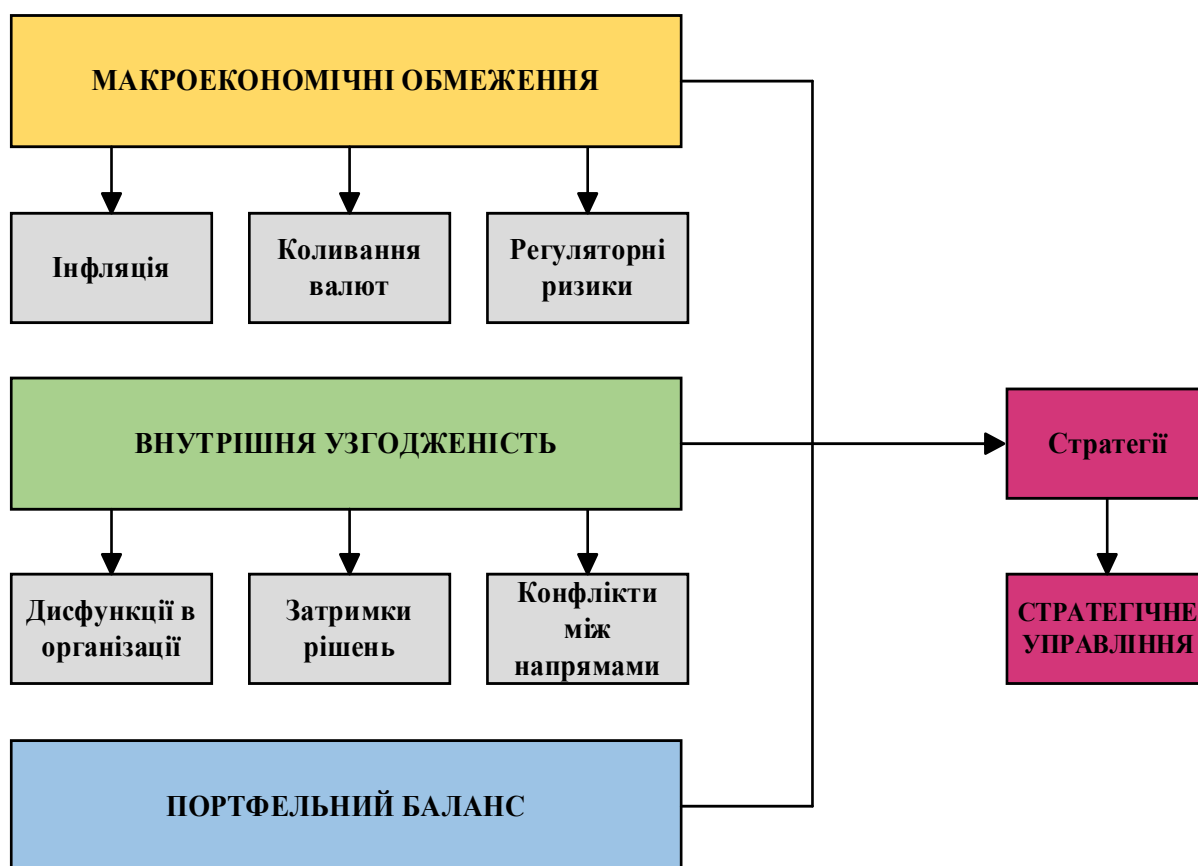 МАКРОЕКОНОМІЧНІ ОБМЕЖЕННЯ
Інфляція
Коливання
валют
Регуляторні
ризики
ВНУТРІШНЯ УЗГОДЖЕНІСТЬ
Стратегії
Дисфункції в
організації
Затримки
рішень
Конфлікти
між
напрямами
СТРАТЕГІЧНЕ
УПРАВЛІННЯ
ПОРТФЕЛЬНИЙ БАЛАНС